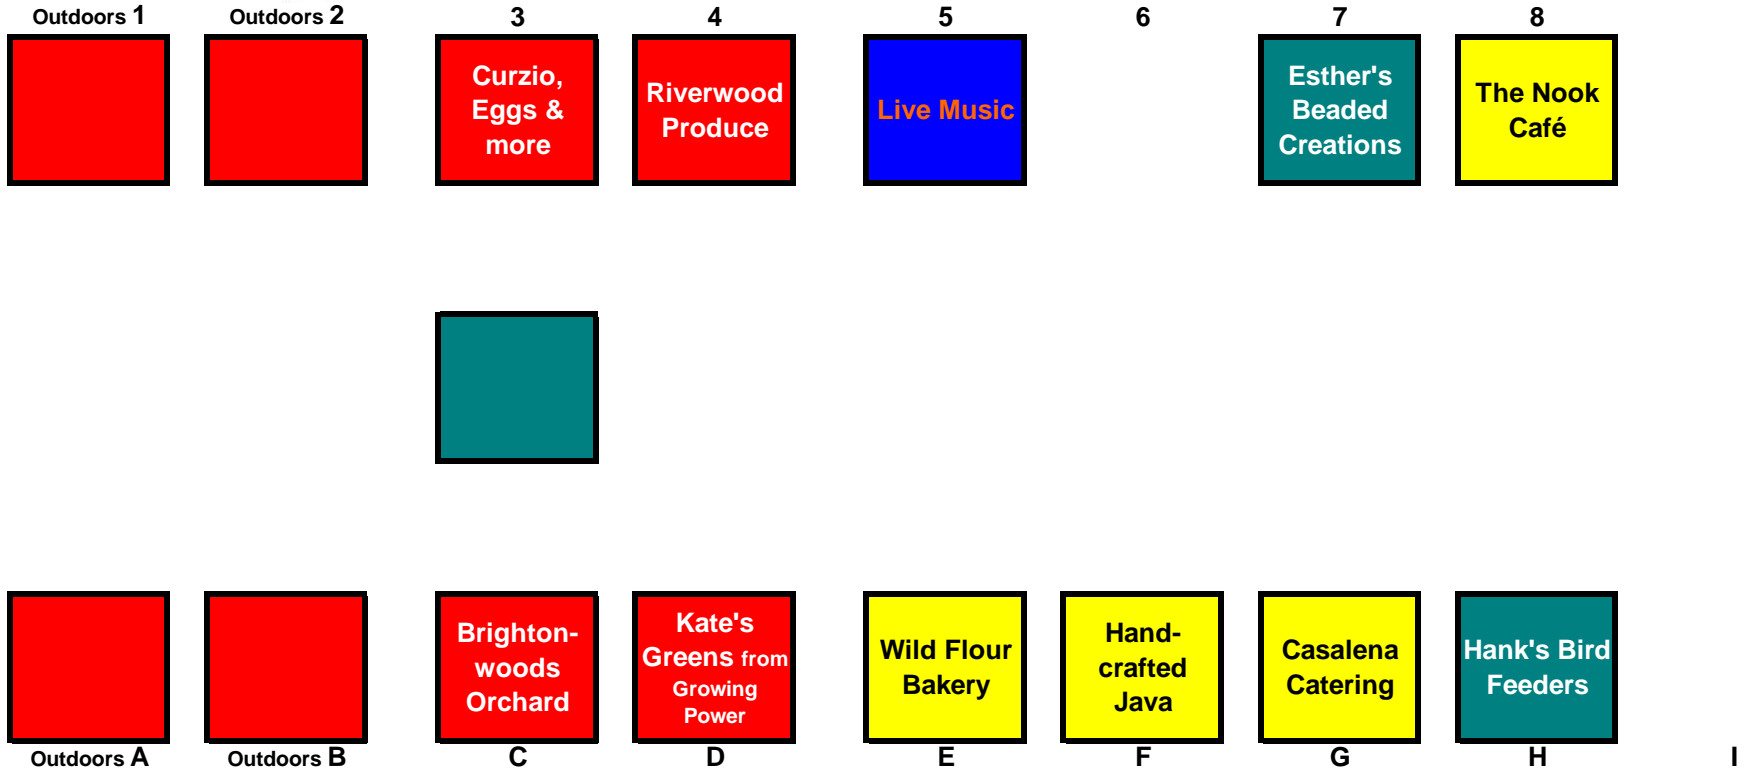 Outdoors 1
Outdoors 2
3
4
5
6
7
8
Curzio,
Eggs &
more
Riverwood
Produce
Live Music
Esther's
Beaded
Creations
The Nook
Café
Brighton-
woods
Orchard
Kate's
Greens from
Growing
Power
Wild Flour
Bakery
Hand-
crafted
Java
Casalena
Catering
Hank's Bird
Feeders
Outdoors A
Outdoors B
C
D
E
F
G
H
I